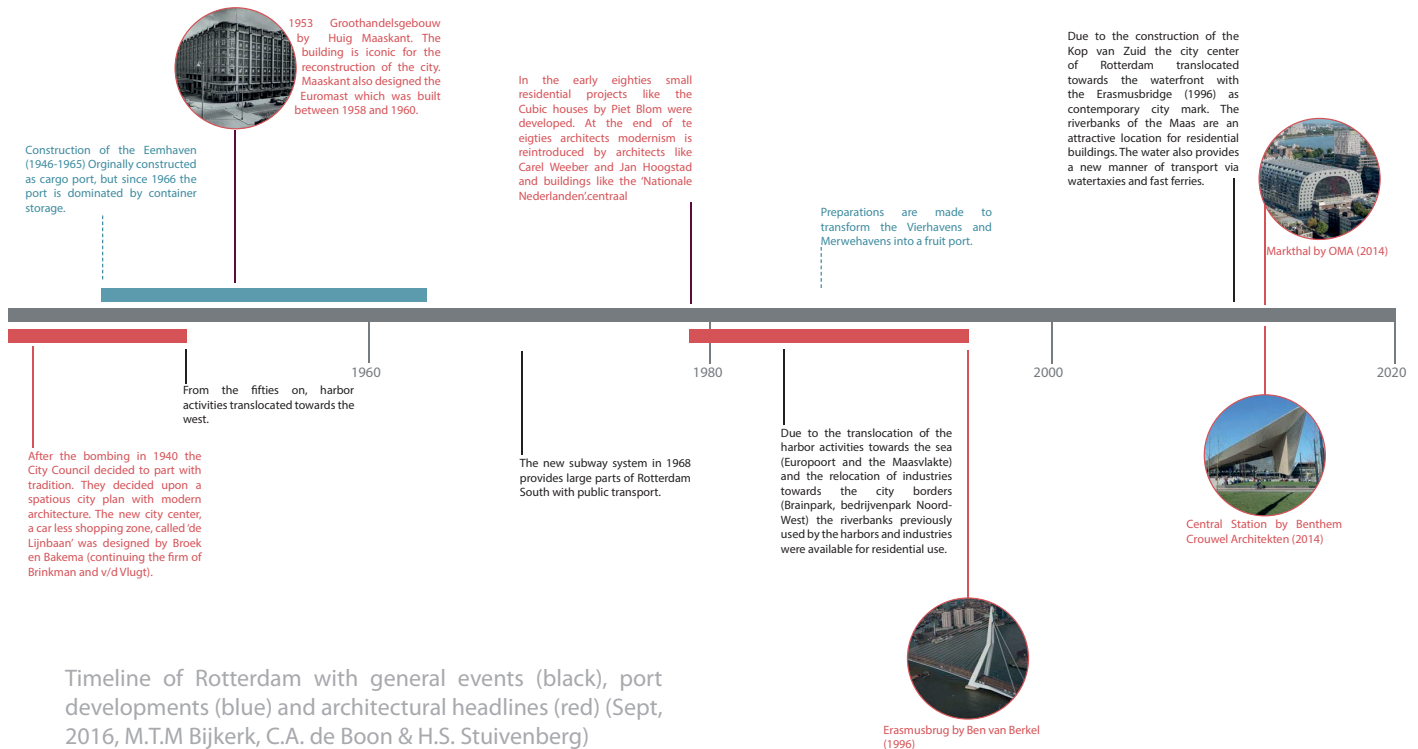 1953 Groothandelsgebouw
by Huig Maaskant. The
building is iconic for the
reconstruction of the city.
Maaskant also designed the
Euromast which was built
between 1958 and 1960.
Construction of the Eemhaven
(1946-1965) Orginally constructed
as cargo port, but since 1966 the
port is dominated by container
storage.
In the early eighties small
residential projects like the
Cubic houses by Piet Blom were
developed. At the end of te
eigties architects modernism is
reintroduced by architects like
Carel Weeber and Jan Hoogstad
and buildings like the ‘Nationale
Nederlanden’.centraal
Preparations are made to
transform the Vierhavens and
Merwehavens into a fruit port.
Due to the construction of the
Kop van Zuid the city center
of Rotterdam translocated
towards the waterfront with
the Erasmusbridge (1996) as
contemporary city mark. The
riverbanks of the Maas are an
attractive location for residential
buildings. The water also provides
a new manner of transport via
watertaxies and fast ferries.
Markthal by OMA (2014)
1960
1980
2000
2020
From the fifties on, harbor
activities translocated towards the
west.
After the bombing in 1940 the
City Council decided to part with
tradition. They decided upon a
spatious city plan with modern
architecture. The new city center,
a car less shopping zone, called ‘de
Lijnbaan’ was designed by Broek
en Bakema (continuing the firm of
Brinkman and v/d Vlugt).
The new subway system in 1968
provides large parts of Rotterdam
South with public transport.
Due to the translocation of the
harbor activities towards the sea
(Europoort and the Maasvlakte)
and the relocation of industries
towards the city borders
(Brainpark, bedrijvenpark Noord-
West) the riverbanks previously
used by the harbors and industries
were available for residential use.
Central Station by Benthem
Crouwel Architekten (2014)
Erasmusbrug by Ben van Berkel
(1996)
Timeline of Rotterdam with general events (black), port
developments (blue) and architectural headlines (red) (Sept,
2016, M.T.M Bijkerk, C.A. de Boon & H.S. Stuivenberg)